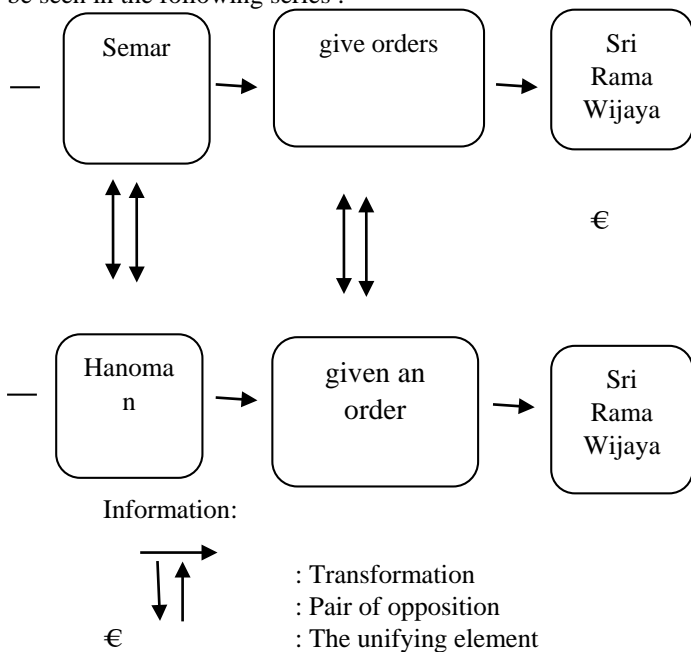 be seen in the following series :
Semar
give orders
Sri
Rama
Wijaya
€
Hanoma
n
given an
order
Sri
Rama
Wijaya
Information:
: Transformation
: Pair of opposition
€
: The unifying element